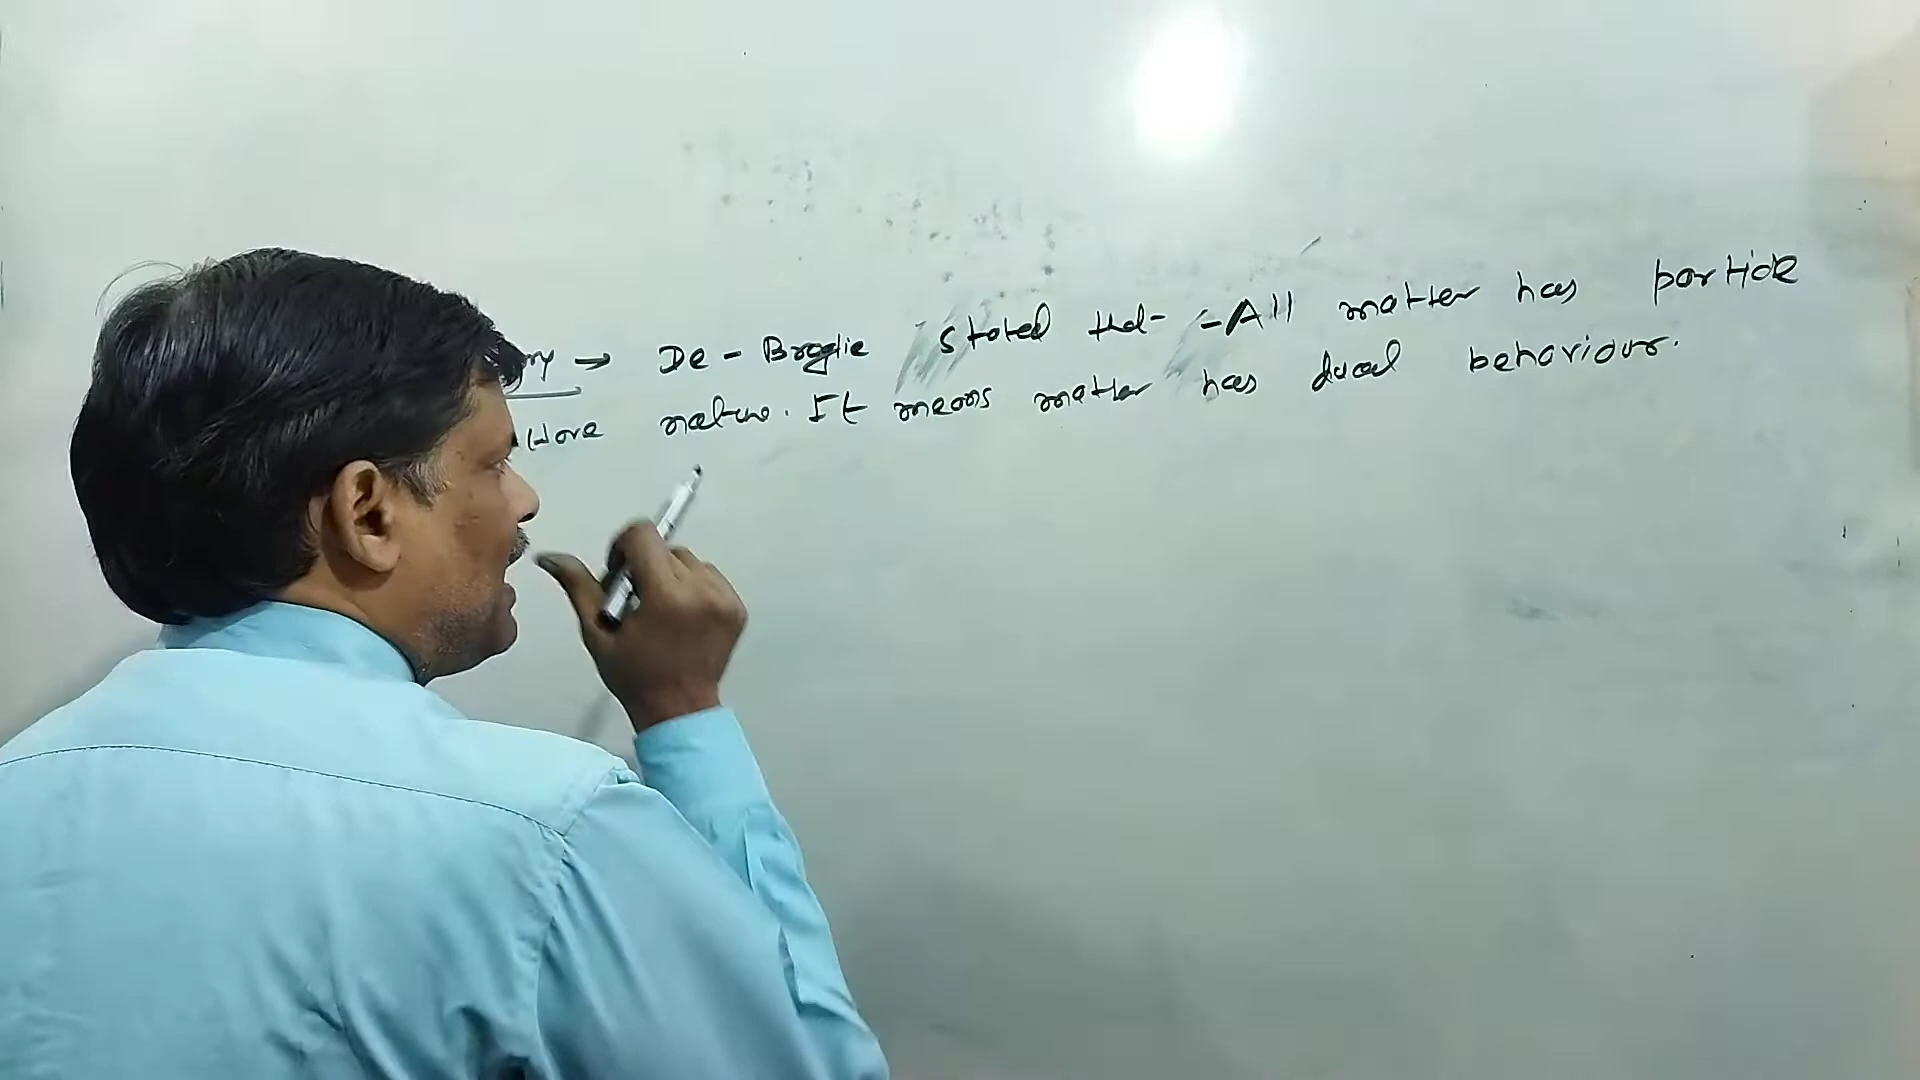 → De - Broglie stated that - All matter has particle
wave nature. It means matter has dual behaviour.